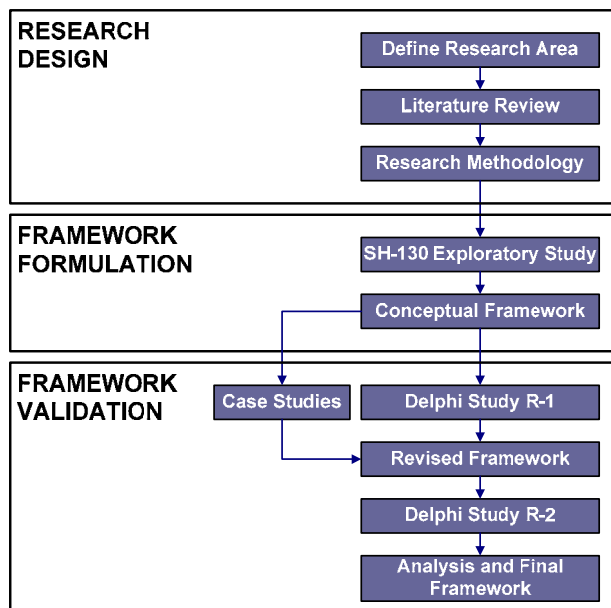 RESEARCH
DESIGN
Define Research Area
Literature Review
Research Methodology
FRAMEWORK
FORMULATION
SH-130 Exploratory Study
Conceptual Framework
FRAMEWORK
VALIDATION
Case Studies
Delphi Study R-1
Revised Framework
Delphi Study R-2
Analysis and Final
Framework